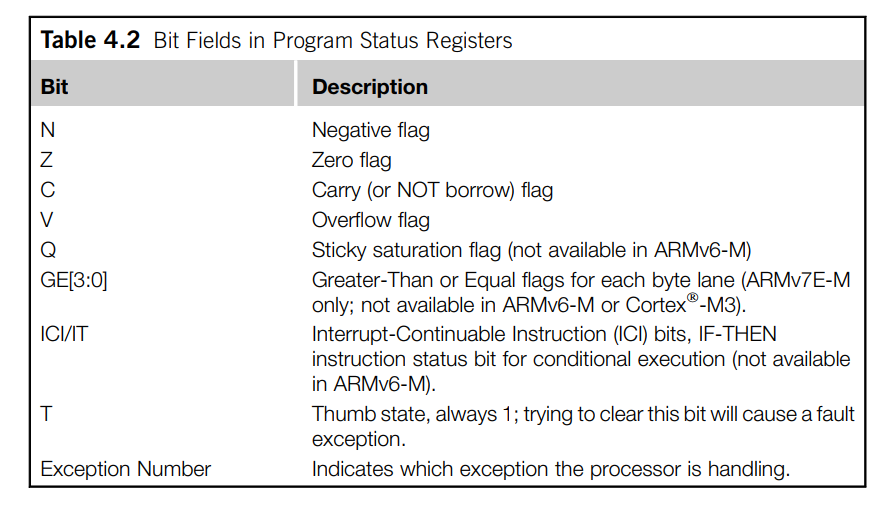 Table 4.2 Bit Fields in Program Status Registers
Bit Description
N Negative flag
Z Zero flag
C Carry (or NOT borrow) flag
V Overflow flag
Q Sticky saturation flag (not available in ARMv6-M)
GE[3:0] Greater-Than or Equal flags for each byte lane (ARMv7E-M
only; not available in ARMv6-M or Cortex®-M3).
ICI/IT Interrupt-Continuable Instruction (ICI) bits, IF-THEN
instruction status bit for conditional execution (not available
in ARMv6-M).
T Thumb state, always 1; trying to clear this bit will cause a fault
exception.
Exception Number Indicates which exception the processor is handling.